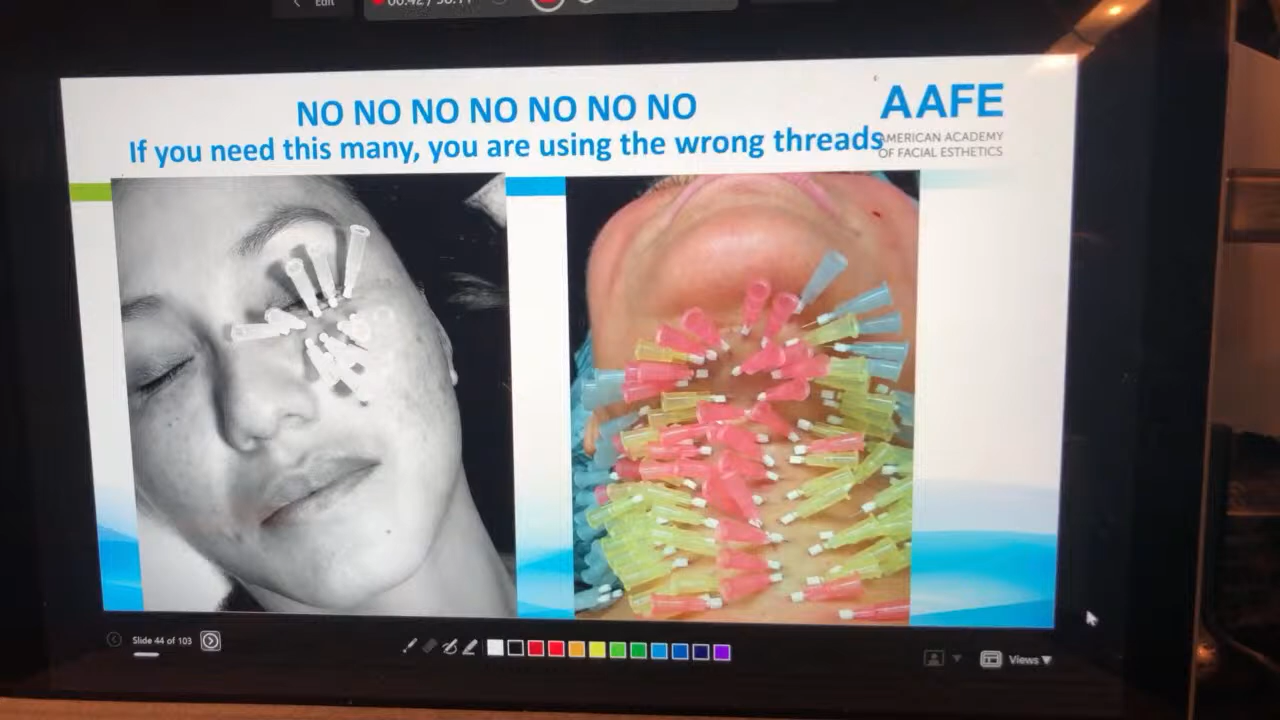 Edit
NO NO NO NO NO NO NO
If you need this many, you are using the wrong threads
AAFE
AMERICAN ACADEMY
OF FACIAL ESTHETICS
Slide 44 of 103
Views